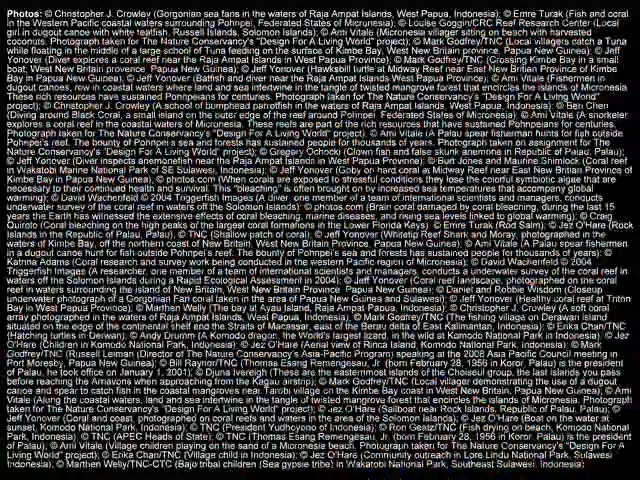 Photos: © Christopher J. Crowley (Gorgonian sea fans in the waters of Raja Ampat Islands, West Papua, Indonesia); © Emre Turak (Fish and coral
in the Western Pacific coastal waters surrounding Pohnpei, Federated States of Micronesia); © Louise Goggin/CRC Reef Research Center (Local
girl in dugout canoe with white teatfish, Russell Islands, Solomon Islands); © Ami Vitale (Micronesia villager sitting on beach with harvested
coconuts. Photograph taken for The Nature Conservancy's "Design For A Living World" project); © Mark Godfrey/TNC (Local villagers catch a Tuna
while floating in the middle of a large school of Tuna feeding on the surface of Kimbe Bay, West New Britain province, Papua New Guinea); © Jeff
Yonover (Diver explores a coral reef near the Raja Ampat Islands in West Papua Province); © Mark Godfrey/TNC (Crossing Kimbe Bay in a small
boat, West New Britain province, Papua New Guinea); © Jeff Yonover (Hawksbill turtle at Midway Reef near East New Britain Province of Kimbe
Bay in Papua New Guinea); © Jeff Yonover (Batfish and diver near the Raja Ampat Islands West Papua Province); © Ami Vitale (Fishermen in
dugout canoes, row in coastal waters where land and sea intertwine in the tangle of twisted mangrove forest that encircles the islands of Micronesia.
These rich resources have sustained Pohnpeians for centuries. Photograph taken for The Nature Conservancy's "Design For A Living World"
project); © Christopher J. Crowley (A school of bumphead parrotfish in the waters of Raja Ampat Islands, West Papua, Indonesia); © Ben Chen
(Diving around Black Coral, a small island on the outer edge of the reef around Pohnpei, Federated States of Micronesia); © Ami Vitale (A snorkeler
explores a coral reef in the coastal waters of Micronesia. These reefs are part of the rich resources that have sustained Pohnpeians for centuries.
Photograph taken for The Nature Conservancy's "Design For A Living World" project); © Ami Vitale (A Palau spear fisherman hunts for fish outside
Pohnpei's reef. The bounty of Pohnpei's sea and forests has sustained people for thousands of years. Photograph taken on assignment for The
Nature Conservancy's "Design For A Living World" project); © Gregory Ochocki (Clown fish and false skunk anemone in Republic of Palau, Palau);
© Jeff Yonover (Diver inspects anemonefish near the Raja Ampat Islands in West Papua Province); © Burt Jones and Maurine Shimlock (Coral reef
in Wakatobi Marine National Park of SE Sulawesi, Indonesia); © Jeff Yonover (Goby on hard coral at Midway Reef near East New Britain Province of
Kimbe Bay in Papua New Guinea); © photos.com (When corals are exposed to stressful conditions they lose the colorful symbiotic algae that are
necessary to their continued health and survival. This "bleaching" is often brought on by increased sea temperatures that accompany global
warming); © David Wachenfeld © 2004 Triggerfish Images (A diver, one member of a team of international scientists and managers, conducts
underwater survey of the coral reef in waters off the Solomon Islands); © photos.com (Brain coral damaged by coral bleaching, during the last 15
years the Earth has witnessed the extensive effects of coral bleaching, marine diseases, and rising sea levels linked to global warming); © Craig
Quirolo (Coral bleaching on the high peaks of the largest coral formations in the Lower Florida Keys); © Emre Turak (Rod Salm); © Jez O'Hare (Rock
Islands in the Republic of Palau, Palau); © TNC (Shallow patch of coral); © Jeff Yonover (Whitetip Reef Shark and Moray, photographed in the
waters of Kimbe Bay, off the northern coast of New Britain, West New Britain Province, Papua New Guinea); © Ami Vitale (A Palau spear fishermen
in a dugout canoe hunt for fish outside Pohnpei's reef. The bounty of Pohnpei's sea and forests has sustained people for thousands of years); ©
Katrina Adams (Coral research and survey work being conducted in the western Pacific region of Micronesia); © David Wachenfeld © 2004
Triggerfish Images (A researcher, one member of a team of international scientists and managers, conducts a underwater survey of the coral reef in
waters off the Solomon Islands during a Rapid Ecological Assessment in 2004); © Jeff Yonover (Coral reef landscape, photographed on the coral
reef in waters surrounding the island of New Britain, West New Britain Province, Papua New Guinea); © Daniel and Robbie Wisdom (Closeup
underwater photograph of a Gorgonian Fan coral taken in the area of Papua New Guinea and Sulawesi); © Jeff Yonover (Healthy coral reef at Triton
Bay in West Papua Province); © Marthen Welly (The bay at Ayau Island, Raja Ampat Papua, Indonesia); © Christopher J. Crowley (A soft coral
array photographed in the waters of Raja Ampat Islands, West Papua, Indonesia); © Mark Godfrey/TNC (The fishing village on Derawan Island
situated on the edge of the continental shelf and the Straits of Macassar, east of the Berau delta of East Kalimantan, Indonesia); © Erika Chan/TNC
(Hatching turtles in Derwan); © Andy Drumm (A Komodo dragon, the World's largest lizard, in the wild at Komodo National Park in Indonesia); © Jez
O'Hare (Children in Komodo National Park, Indonesia); © Jez O'Hare (Aerial view of Rinca Island, Komodo National Park, Indonesia); © Mark
Godfrey/TNC (Russell Leiman (Director of The Nature Conservancy's Asia-Pacific Program) speaking at the 2008 Asia Pacific Council meeting in
Port Moresby, Papua New Guinea); © Bill Raynor/TNC (Thomas Esang Remengesau, Jr. (born February 28, 1956 in Koror, Palau) is the president
of Palau, he took office on January 1, 2001); © Djuna Iverigh (These are the easternmost islands of the Choiseul group, the last islands you pass
before reaching the Arnavons when approaching from the Kagau airstrip); © Mark Godfrey/TNC (Local villager demonstrating the use of a dugout
canoe and spear to catch fish in the coastal mangroves near Tarobi village on the Kimbe Bay coast in West New Britain, Papua New Guinea); © Ami
Vitale (Along the coastal waters, land and sea intertwine in the tangle of twisted mangrove forest that encircles the islands of Micronesia. Photograph
taken for The Nature Conservancy's "Design For A Living World" project); © Jez O'Hare (Sailboat near Rock Islands, Republic of Palau, Palau); ©
Jeff Yonover (Coral and coast, photographed on coral reefs and waters in the area of the Solomon Islands); © Jez O'Hare (Boat on the water at
sunset, Komodo National Park, Indonesia); © TNC (President Yudhoyono of Indonesia); © Ron Geatz/TNC (Fish drying on beach, Komodo National
Park, Indonesia); © TNC (APEC Heads of State); © TNC (Thomas Esang Remengesau, Jr. (born February 28, 1956 in Koror, Palau) is the president
of Palau); © Ami Vitale (Village children playing on the sand of a Micronesia beach. Photograph taken for The Nature Conservancy's "Design For A
Living World" project); © Erika Chan (Village child in Indonesia); © Jez O'Hare (Community outreach in Lore Lindu National Park, Sulawesi,
Indonesia); © Marthen Welly/TNC-CTC (Bajo tribal children (Sea gypsie tribe) in Wakatobi National Park, Southeast Sulawesi, Indonesia)